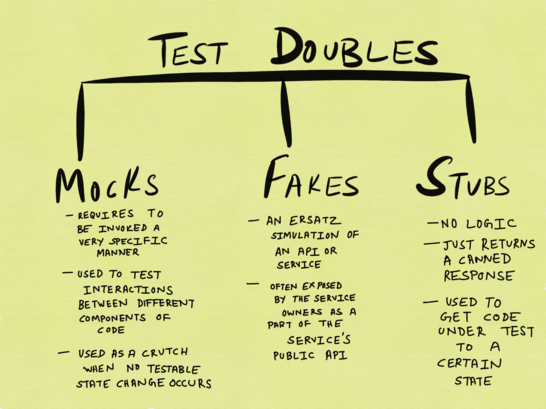 TEST DOUBLES
MOCKS
- REQUIRES TO
BE INVOKED A
VERY SPECIFIC
MANNER
- USED TO TEST
INTERACTIONS
BETWEEN DIFFERENT
COMPONENTS OF
CODE
- USED AS A CRUTCH
WHEN NO TESTABLE
STATE CHANGE OCCURS
FAKES
- AN ERSATZ
SIMULATION OF
AN API OR
SERVICE
- OFTEN EXPOSED
BY THE SERVICE
OWNERS AS A
PART OF THE
SERVICE'S
PUBLIC API
STUBS
- NO LOGIC
- JUST RETURNS
A CANNED
RESPONSE
- USED TO
GET CODE
UNDER TEST
TO A
CERTAIN
STATE